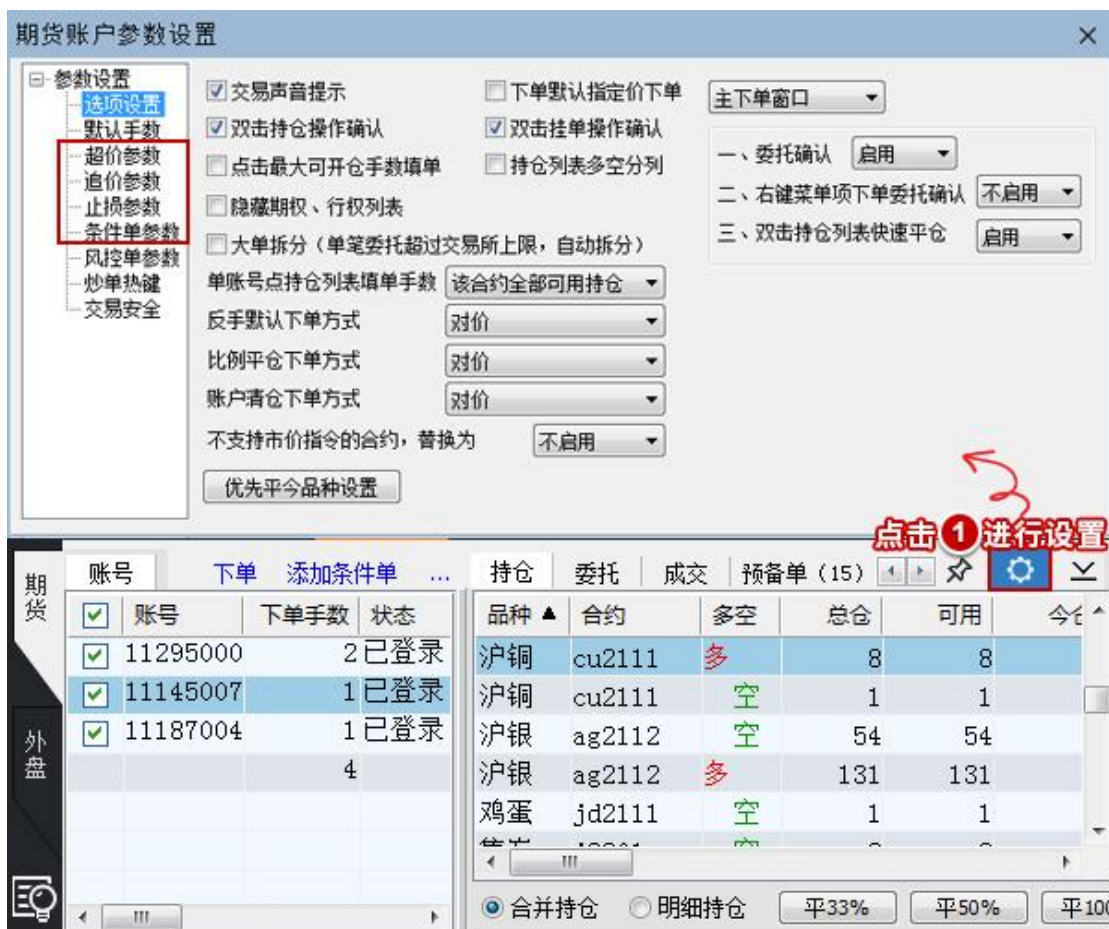 期货账户参数设置
参数设置
选项设置
默认手数
超价参数
追价参数
止损参数
条件单参数
风控单参数
炒单热键
交易安全
交易声音提示 下单默认指定价下单 主下单窗口
双击持仓操作确认 双击挂单操作确认
点击最大可开仓手数填单 持仓列表多空分列
隐藏期权、行权列表
大单拆分(单笔委托超过交易所上限,自动拆分)
一、委托确认 启用
二、右键菜单项下单委托确认 不启用
三、双击持仓列表快速平仓 启用
单账号点持仓列表填单手数 该合约全部可用持仓
反手默认下单方式 对价
比例平仓下单方式 对价
账户清仓下单方式 对价
不支持市价指令的合约,替换为 不启用
优先平今品种设置
点击 1 进行设置
期货
外盘
账号 下单 添加条件单 ...
账号 下单手数 状态
11295000 2 已登录
11145007 1 已登录
11187004 1 已登录
4
持仓 委托 成交 预备单(15)
品种 ▲ 合约 多空 总仓 可用
沪铜 cu2111 多 8 8
沪铜 cu2111 空 1 1
沪银 ag2112 空 54 54
沪银 ag2112 多 131 131
鸡蛋 jd2111 空 1 1
合并持仓 明细持仓 平33% 平50% 平100